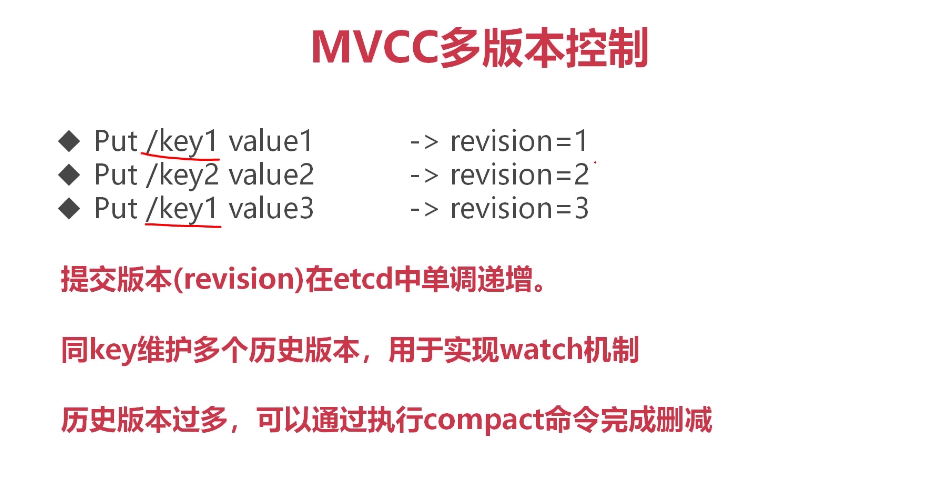 MVCC多版本控制
◆ Put /key1 value1 -> revision=1
◆ Put /key2 value2 -> revision=2
◆ Put /key1 value3 -> revision=3
提交版本(revision)在etcd中单调递增。
同key维护多个历史版本，用于实现watch机制
历史版本过多，可以通过执行compact命令完成删减